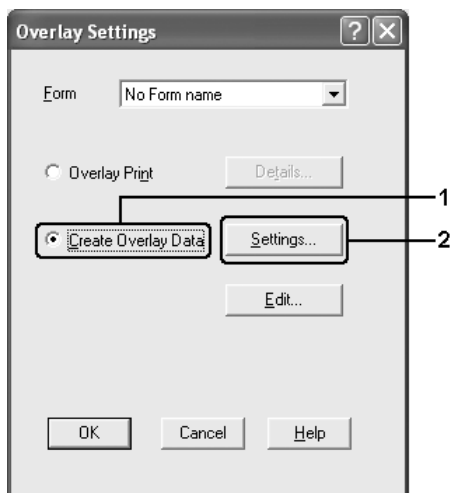 Overlay Settings
Form No Form name
Overlay Print Details...
1
Create Overlay Data Settings... 2
Edit...
OK Cancel Help